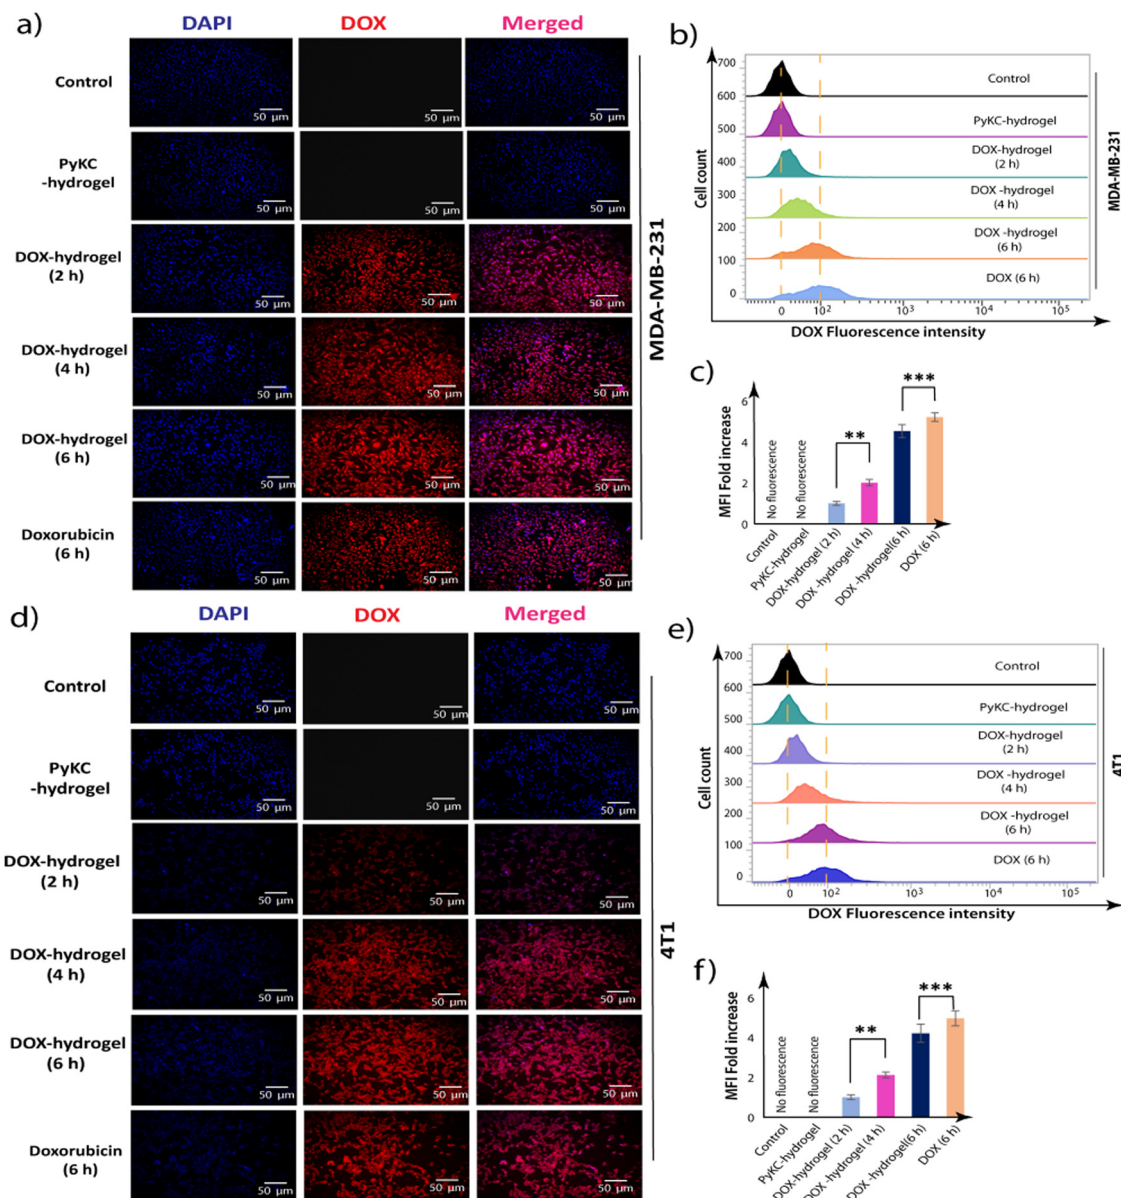 a)
DAPI
DOX
Merged
Control
50 μm
50 μm
50 μm
PyKC
-hydrogel
50 μm
50 μm
50 μm
DOX-hydrogel
(2 h)
50 μm
50 μm
50 μm
DOX-hydrogel
(4 h)
50 μm
50 μm
50 μm
DOX-hydrogel
(6 h)
50 μm
50 μm
50 μm
Doxorubicin
(6 h)
50 μm
50 μm
50 μm
MDA-MB-231
b)
700
600
500
400
300
200
100
0
Cell count
Control
PyKC-hydrogel
DOX-hydrogel
(2 h)
DOX -hydrogel
(4 h)
DOX -hydrogel
(6 h)
DOX (6 h)
MDA-MB-231
0
10²
10³
10⁴
10⁵
DOX Fluorescence intensity
c)
MFI Fold increase
6
4
2
0
No fluorescence
No fluorescence
**
***
Control
PyKC-hydrogel
DOX-hydrogel (2 h)
DOX -hydrogel (4 h)
DOX -hydrogel(6 h)
DOX (6 h)
d)
DAPI
DOX
Merged
Control
50 μm
50 μm
50 μm
PyKC
-hydrogel
50 μm
50 μm
50 μm
DOX-hydrogel
(2 h)
50 μm
50 μm
50 μm
DOX-hydrogel
(4 h)
50 μm
50 μm
50 μm
DOX-hydrogel
(6 h)
50 μm
50 μm
50 μm
Doxorubicin
(6 h)
50 μm
50 μm
50 μm
4T1
e)
700
600
500
400
300
200
100
0
Cell count
Control
PyKC-hydrogel
DOX-hydrogel
(2 h)
DOX -hydrogel
(4 h)
DOX -hydrogel
(6 h)
DOX (6 h)
4T1
0
10²
10³
10⁴
10⁵
DOX Fluorescence intensity
f)
MFI Fold increase
6
4
2
0
No fluorescence
No fluorescence
**
***
Control
PyKC-hydrogel
DOX-hydrogel (2 h)
DOX -hydrogel (4 h)
DOX -hydrogel(6 h)
DOX (6 h)